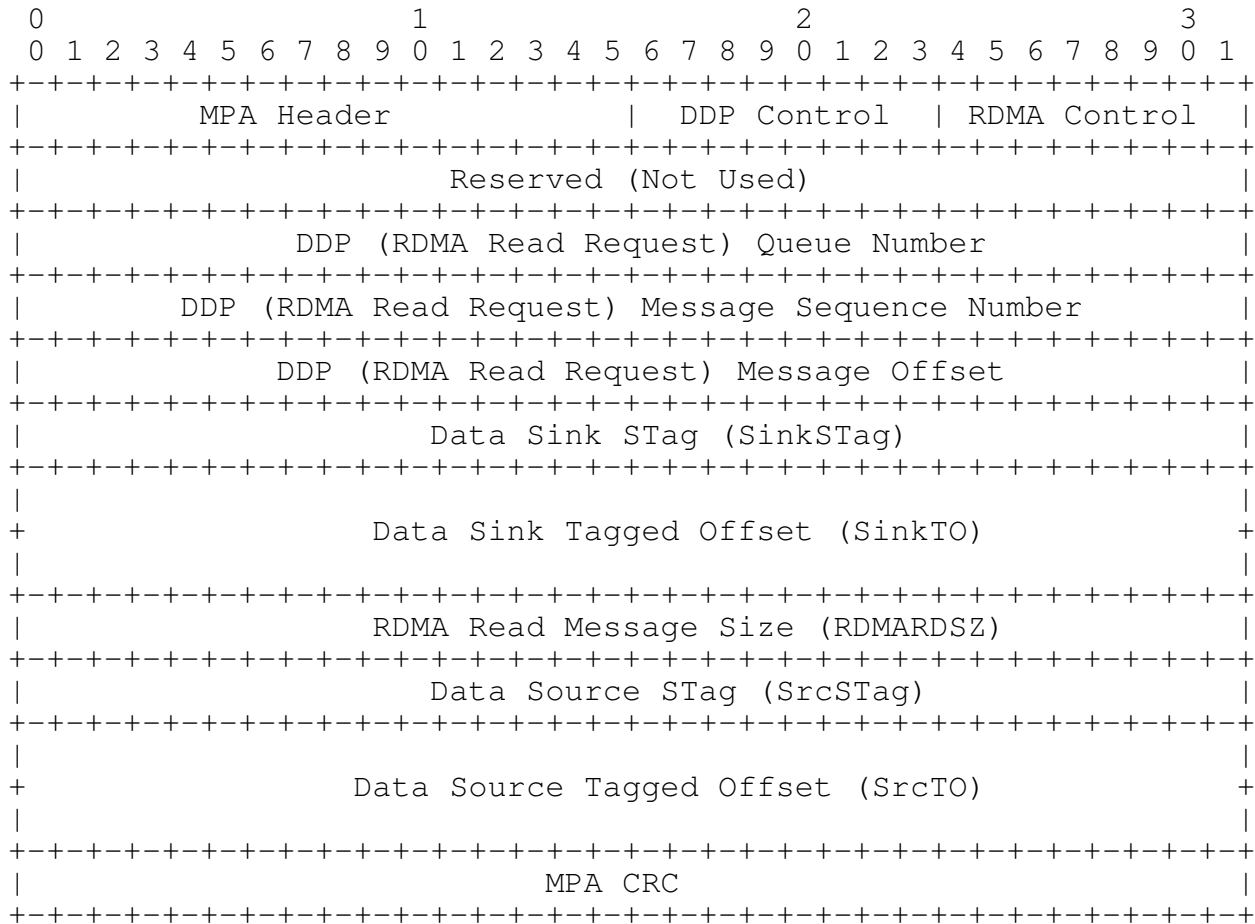 0                   1                   2                   3
 0 1 2 3 4 5 6 7 8 9 0 1 2 3 4 5 6 7 8 9 0 1 2 3 4 5 6 7 8 9 0 1
+-+-+-+-+-+-+-+-+-+-+-+-+-+-+-+-+-+-+-+-+-+-+-+-+-+-+-+-+-+-+-+-+
|         MPA Header            |  DDP Control  | RDMA Control  |
+-+-+-+-+-+-+-+-+-+-+-+-+-+-+-+-+-+-+-+-+-+-+-+-+-+-+-+-+-+-+-+-+
|                      Reserved (Not Used)                      |
+-+-+-+-+-+-+-+-+-+-+-+-+-+-+-+-+-+-+-+-+-+-+-+-+-+-+-+-+-+-+-+-+
|              DDP (RDMA Read Request) Queue Number             |
+-+-+-+-+-+-+-+-+-+-+-+-+-+-+-+-+-+-+-+-+-+-+-+-+-+-+-+-+-+-+-+-+
|        DDP (RDMA Read Request) Message Sequence Number        |
+-+-+-+-+-+-+-+-+-+-+-+-+-+-+-+-+-+-+-+-+-+-+-+-+-+-+-+-+-+-+-+-+
|             DDP (RDMA Read Request) Message Offset            |
+-+-+-+-+-+-+-+-+-+-+-+-+-+-+-+-+-+-+-+-+-+-+-+-+-+-+-+-+-+-+-+-+
|                     Data Sink STag (SinkSTag)                 |
+-+-+-+-+-+-+-+-+-+-+-+-+-+-+-+-+-+-+-+-+-+-+-+-+-+-+-+-+-+-+-+-+
|                                                               |
+                  Data Sink Tagged Offset (SinkTO)             +
|                                                               |
+-+-+-+-+-+-+-+-+-+-+-+-+-+-+-+-+-+-+-+-+-+-+-+-+-+-+-+-+-+-+-+-+
|                  RDMA Read Message Size (RDMARDSZ)            |
+-+-+-+-+-+-+-+-+-+-+-+-+-+-+-+-+-+-+-+-+-+-+-+-+-+-+-+-+-+-+-+-+
|                     Data Source STag (SrcSTag)                |
+-+-+-+-+-+-+-+-+-+-+-+-+-+-+-+-+-+-+-+-+-+-+-+-+-+-+-+-+-+-+-+-+
|                                                               |
+                 Data Source Tagged Offset (SrcTO)             +
|                                                               |
+-+-+-+-+-+-+-+-+-+-+-+-+-+-+-+-+-+-+-+-+-+-+-+-+-+-+-+-+-+-+-+-+
|                           MPA CRC                             |
+-+-+-+-+-+-+-+-+-+-+-+-+-+-+-+-+-+-+-+-+-+-+-+-+-+-+-+-+-+-+-+-+